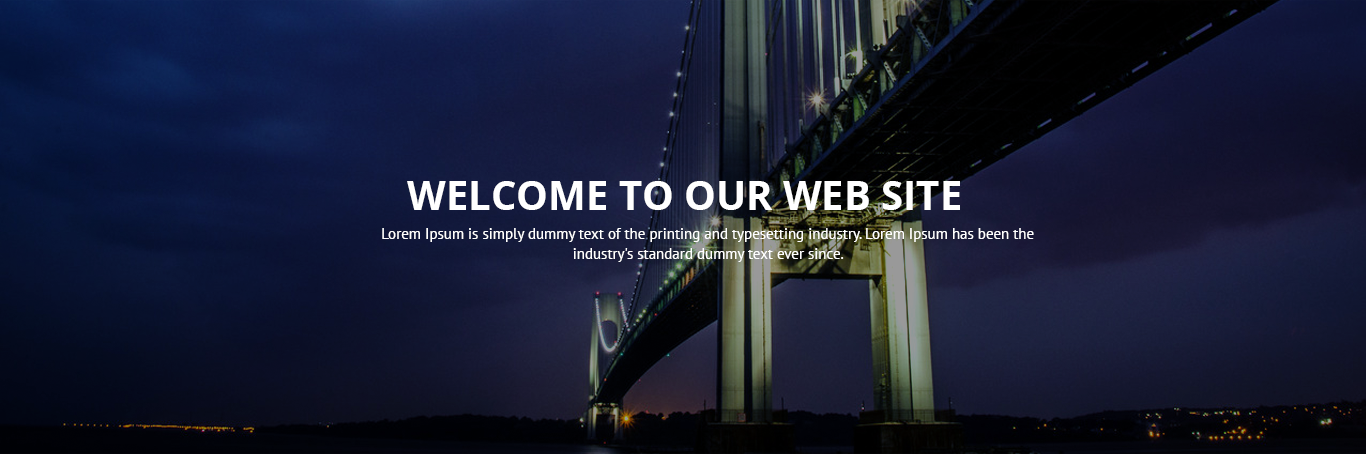 WELCOME TO OUR WEB SITE
Lorem Ipsum is simply dummy text of the printing and typesetting industry. Lorem Ipsum has been the
industry's standard dummy text ever since.